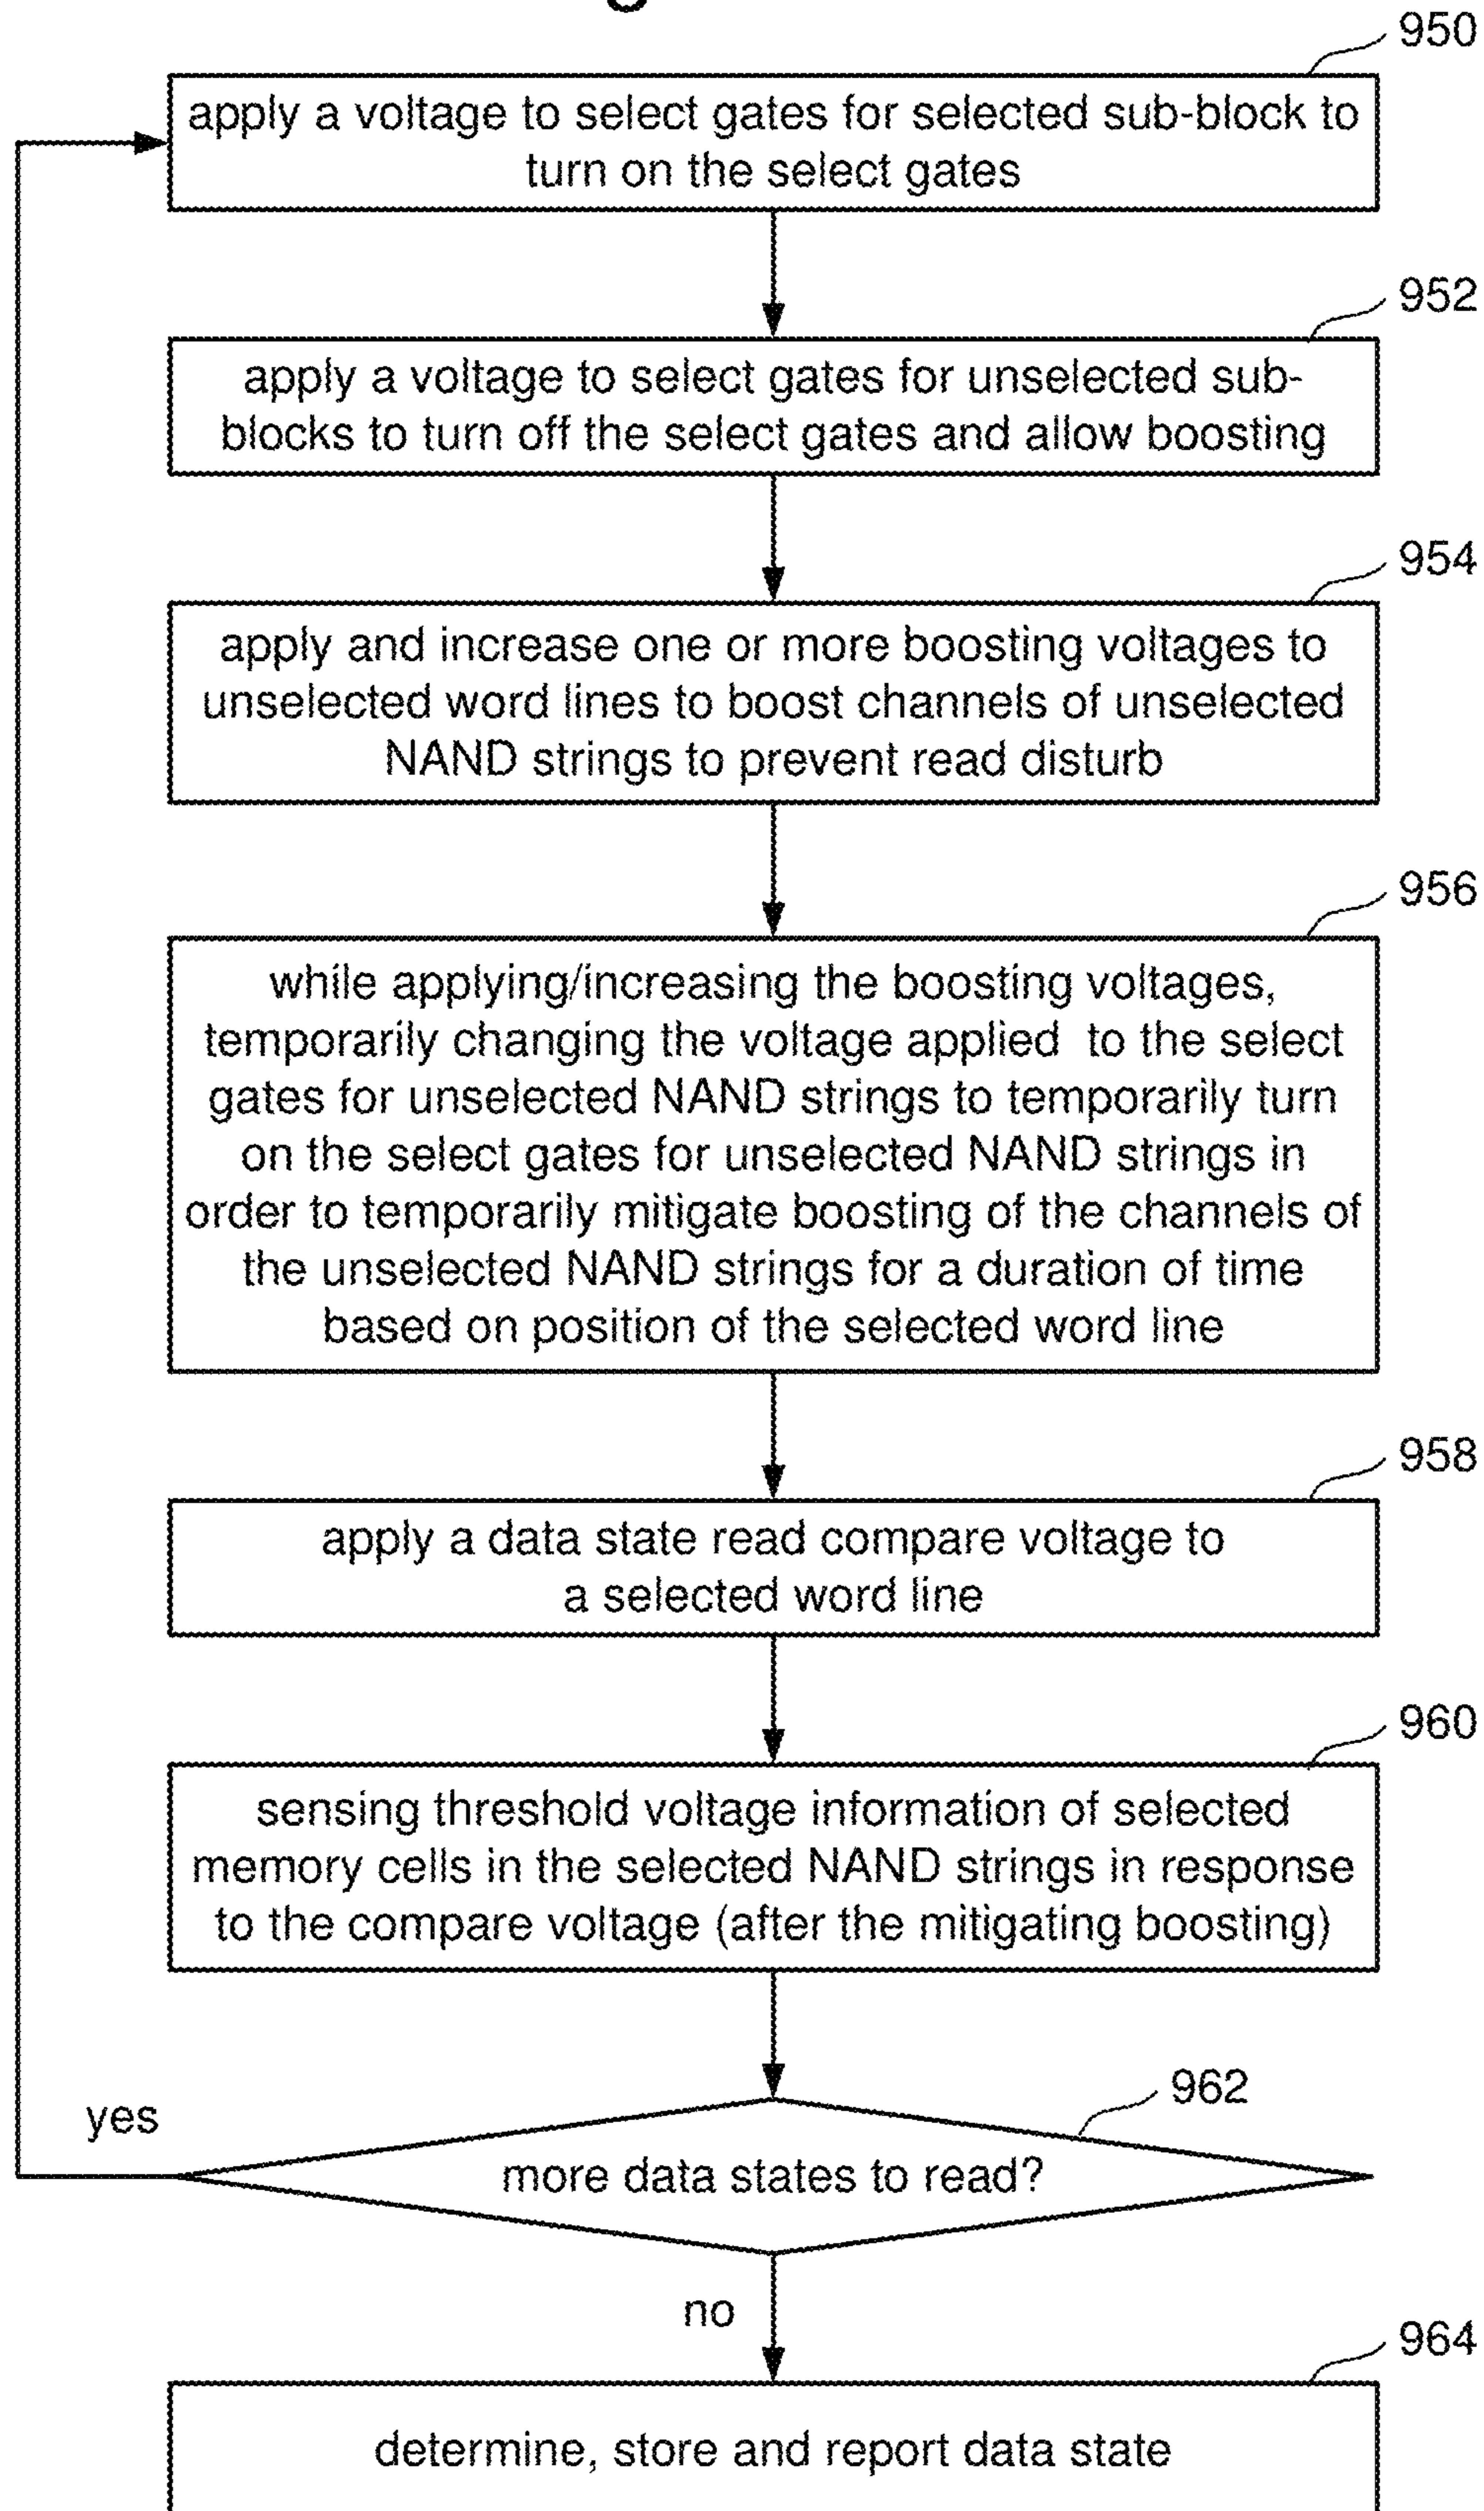 950
apply a voltage to select gates for selected sub-block to
turn on the select gates
952
apply a voltage to select gates for unselected sub-
blocks to turn off the select gates and allow boosting
954
apply and increase one or more boosting voltages to
unselected word lines to boost channels of unselected
NAND strings to prevent read disturb
956
while applying/increasing the boosting voltages,
temporarily changing the voltage applied to the select
gates for unselected NAND strings to temporarily turn
on the select gates for unselected NAND strings in
order to temporarily mitigate boosting of the channels of
the unselected NAND strings for a duration of time
based on position of the selected word line
958
apply a data state read compare voltage to
a selected word line
960
sensing threshold voltage information of selected
memory cells in the selected NAND strings in response
to the compare voltage (after the mitigating boosting)
962
yes
more data states to read?
no
964
determine, store and report data state